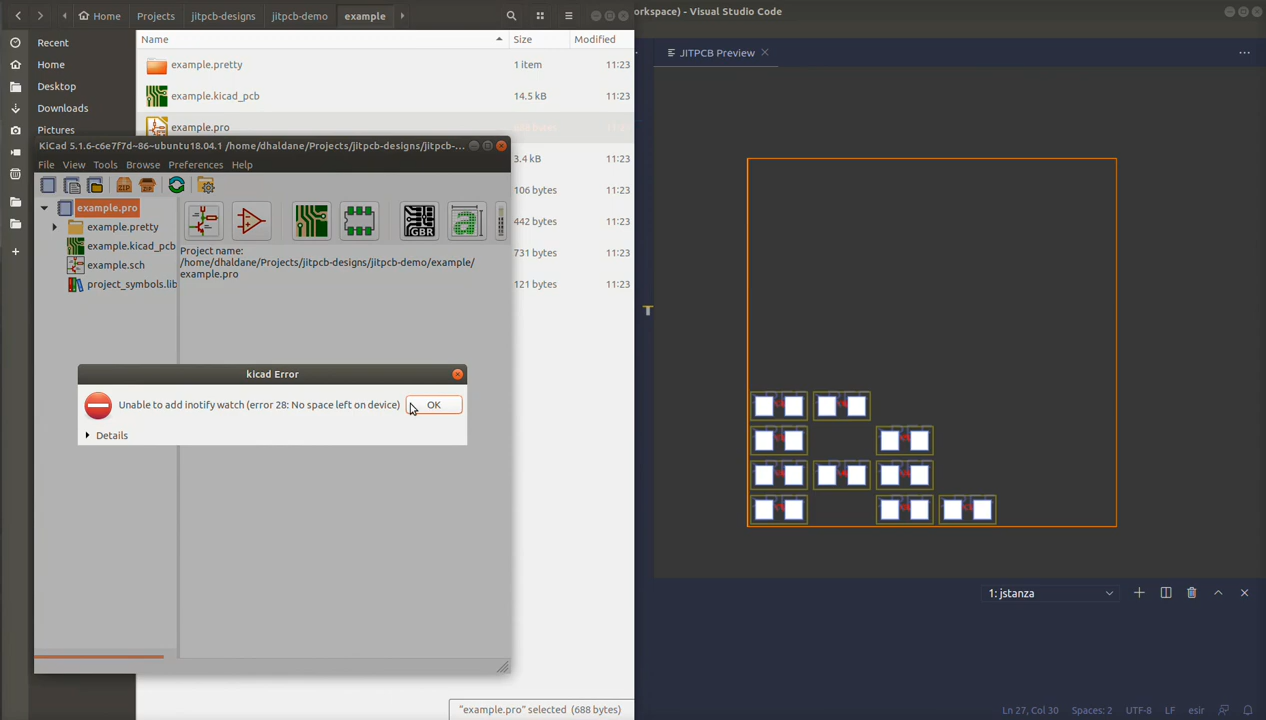 Home
Projects
jitpcb-designs
jitpcb-demo
example
orkspace) - Visual Studio Code
Recent
Home
Desktop
Downloads
Pictures
Name
Size
Modified
example.pretty
1 item
11:23
example.kicad_pcb
14.5 kB
11:23
example.pro
3.4 kB
11:23
106 bytes
11:23
442 bytes
11:23
731 bytes
11:23
121 bytes
11:23
JITPCB Preview
KiCad 5.1.6-c6e7f7d~86~ubuntu18.04.1 /home/dhaldane/Projects/jitpcb-designs/jitpcb-...
File View Tools Browse Preferences Help
ZIP
ZIP
GBR
a
example.pro
example.pretty
example.kicad_pcb
example.sch
project_symbols.lib
Project name:
/home/dhaldane/Projects/jitpcb-designs/jitpcb-demo/example/
example.pro
kicad Error
Unable to add inotify watch (error 28: No space left on device)
OK
Details
"example.pro" selected (688 bytes)
1: jstanza
Ln 27, Col 30
Spaces: 2
UTF-8
LF
esir